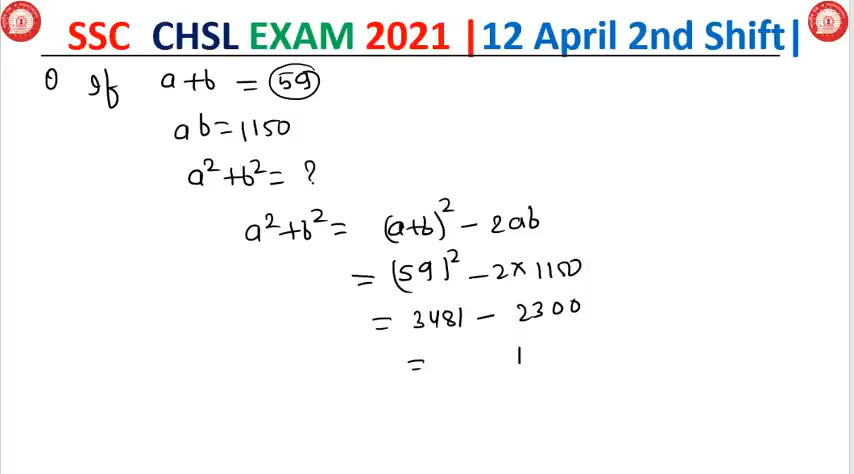 SSC CHSL EXAM 2021 |12 April 2nd Shift|
If a+b = 59
ab=1150
a²+b²= ?
a²+b²= (a+b)² - 2ab
= (59)² - 2×1150
= 3481 - 2300
= 1